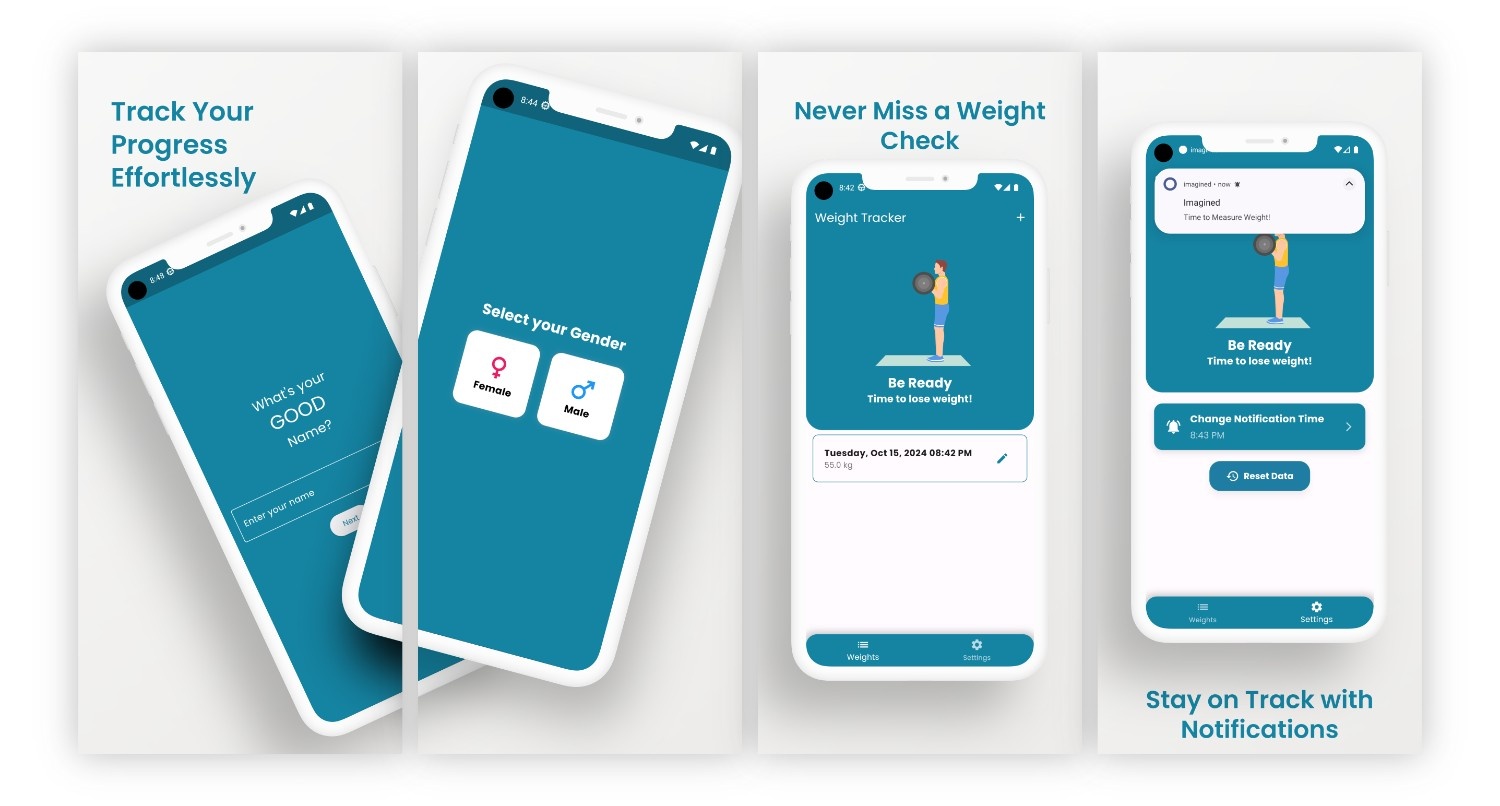 Track Your
Progress
Effortlessly
8:48
What's your
GOOD
Name?
Enter your name
Next
8:44
Select your Gender
Female
Male
Never Miss a Weight
Check
8:42
Weight Tracker
+
Be Ready
Time to lose weight!
Tuesday, Oct 15, 2024 08:42 PM
55.0 kg
Weights
Settings
imagi
imagined • now
Imagined
Time to Measure Weight!
Be Ready
Time to lose weight!
Change Notification Time
8:43 PM
Reset Data
Weights
Settings
Stay on Track with
Notifications